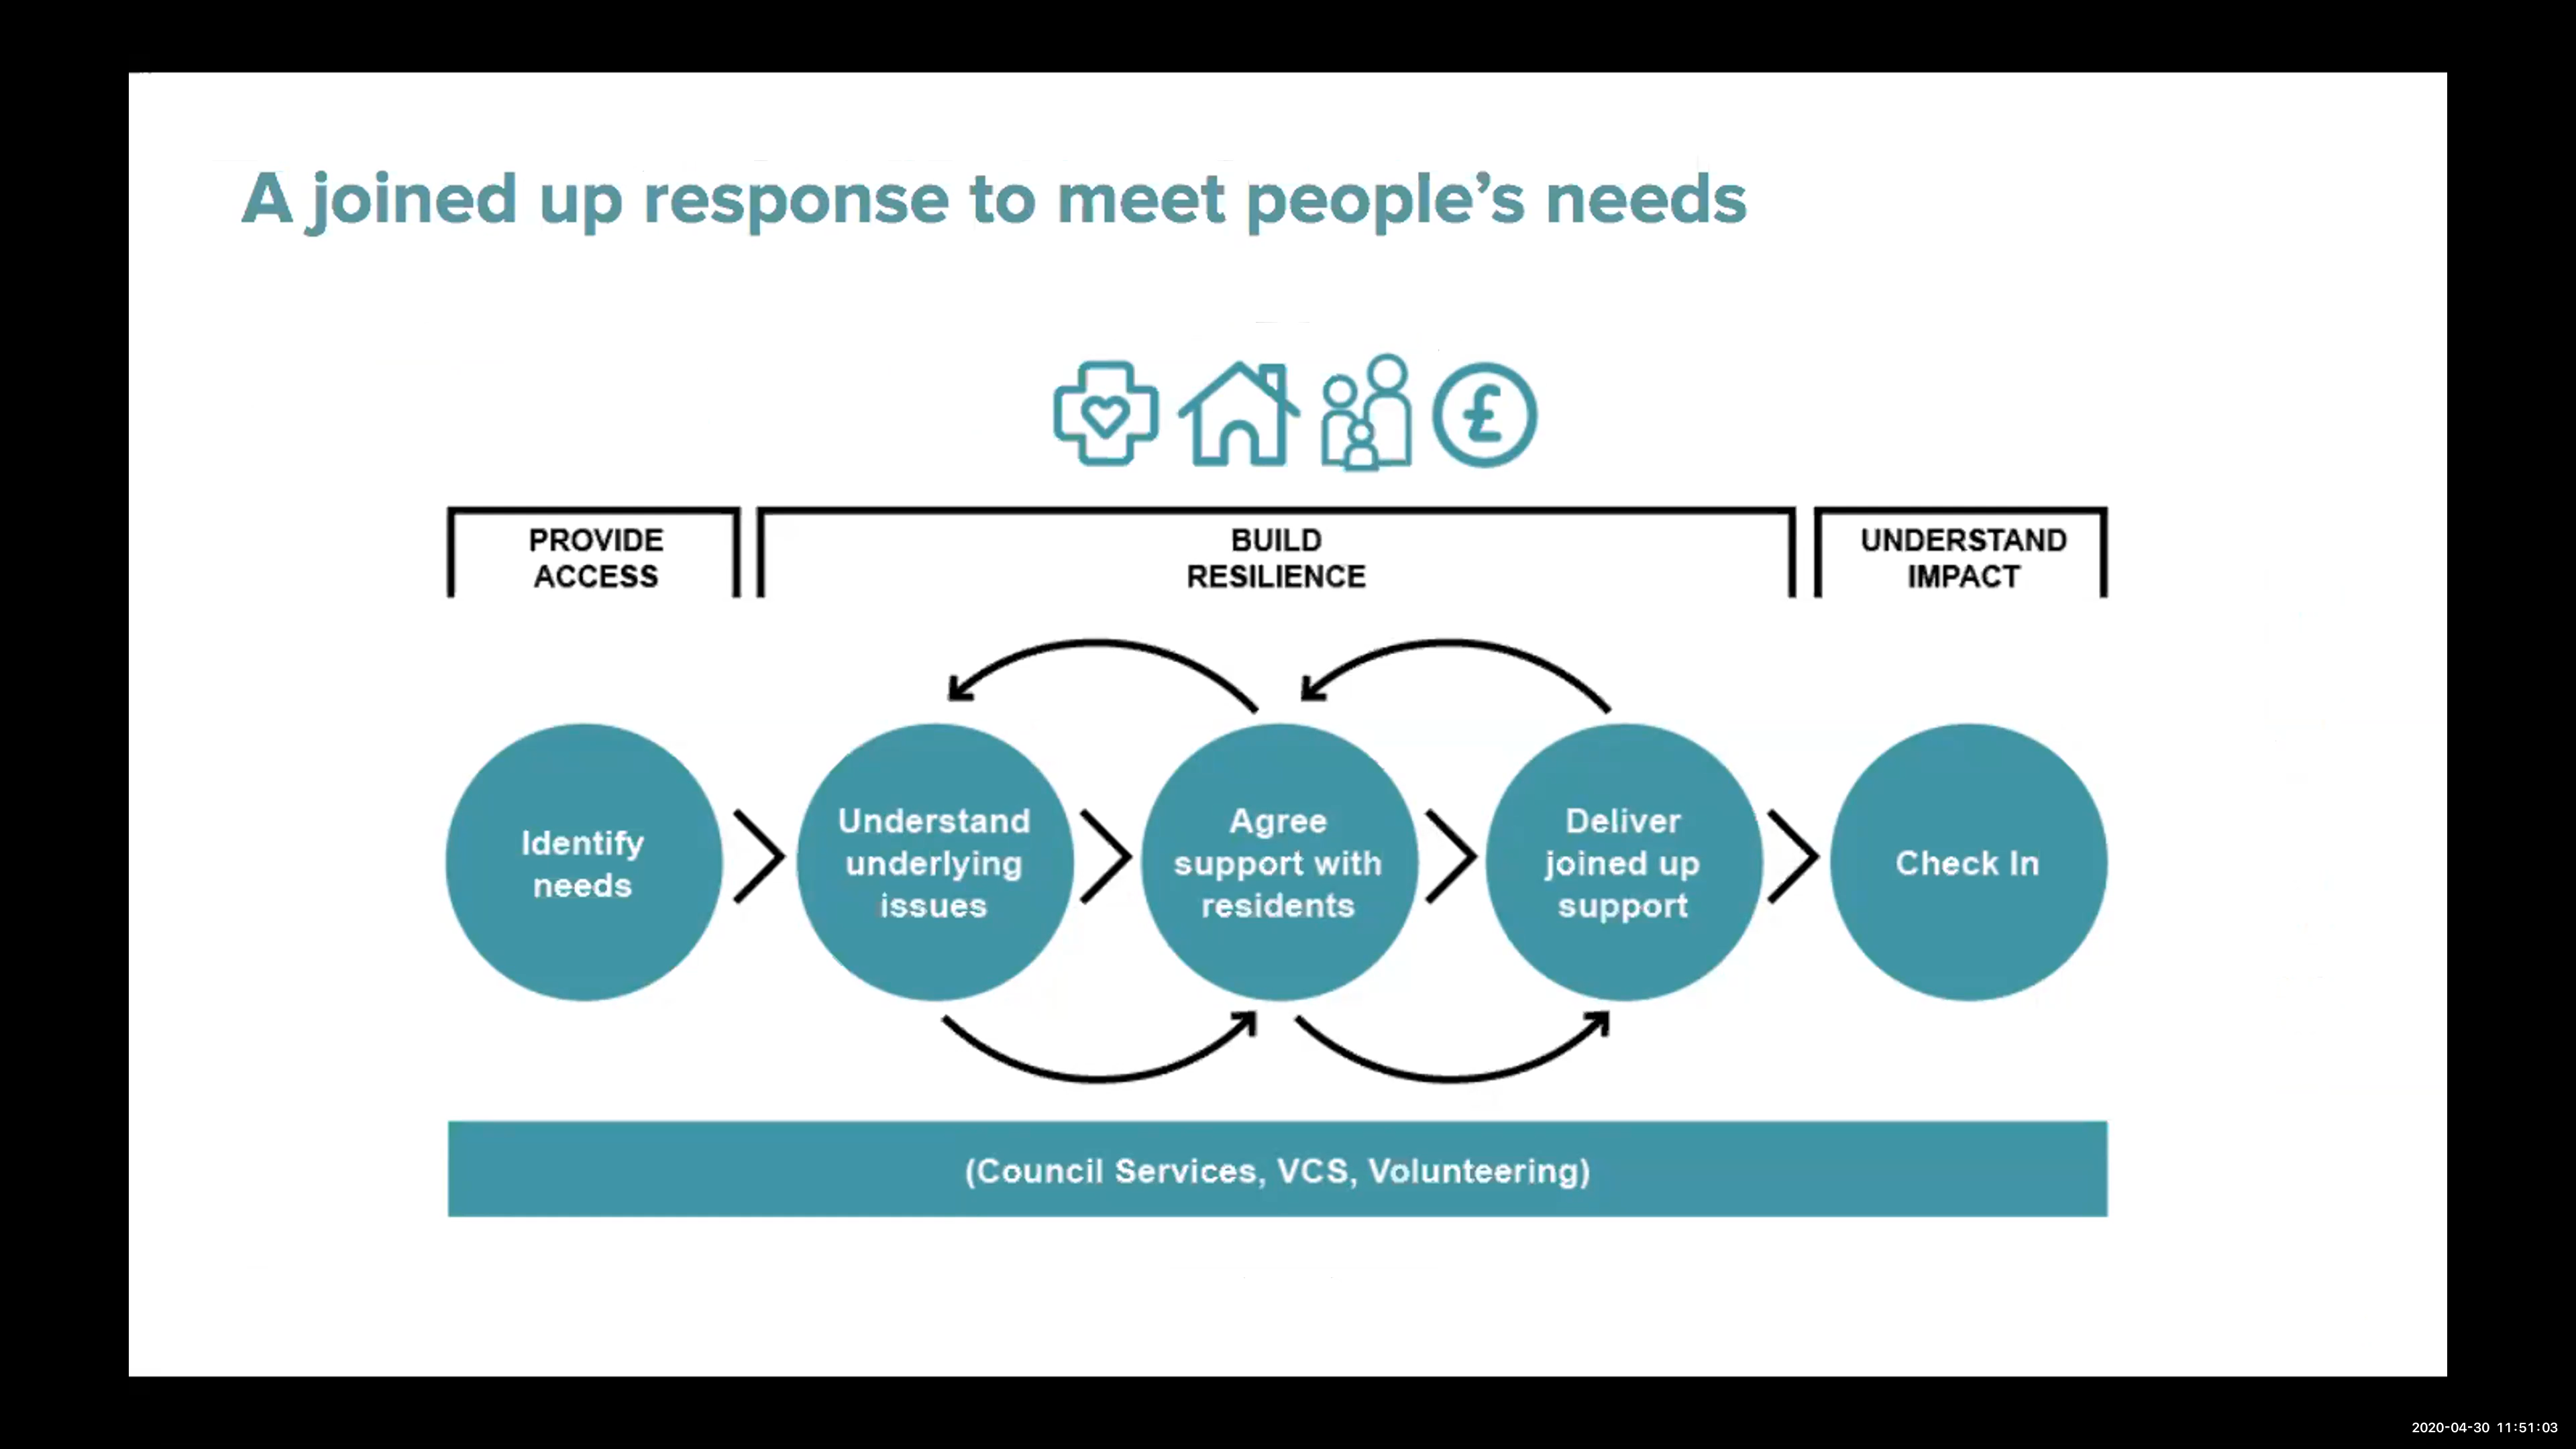 A joined up response to meet people’s needs
£
PROVIDE
ACCESS
BUILD
RESILIENCE
UNDERSTAND
IMPACT
Identify
needs
Understand
underlying
issues
Agree
support with
residents
Deliver
joined up
support
Check In
(Council Services, VCS, Volunteering)
2020-04-30 11:51:03